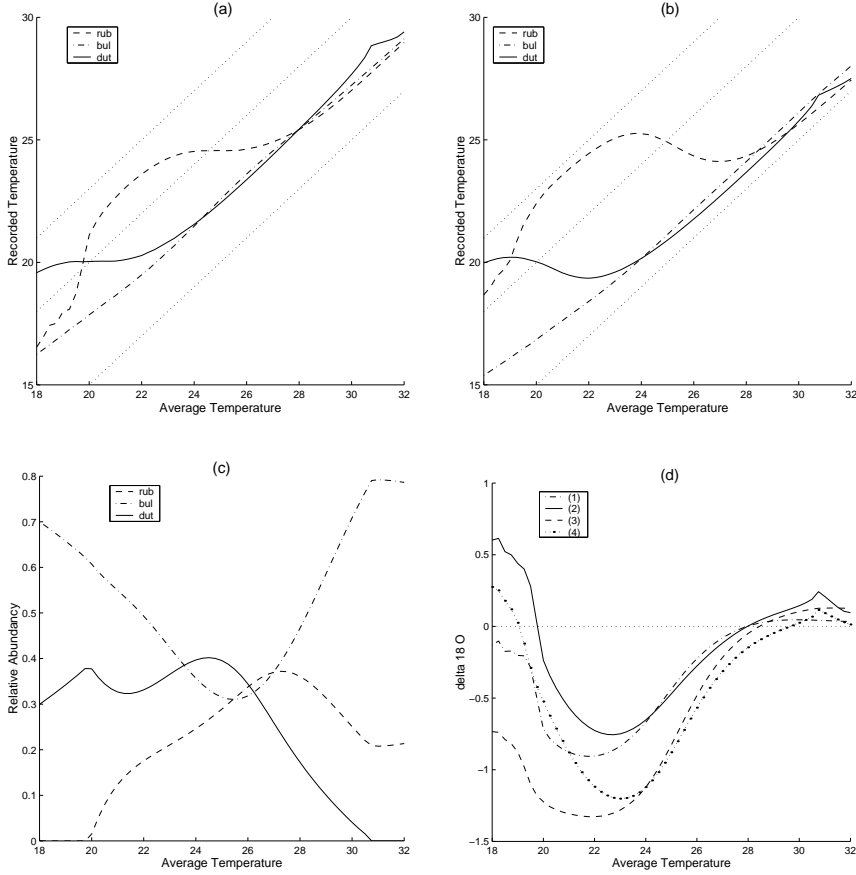 (a)
30
25
20
15
Recorded Temperature
rub
bul
dut
18 20 22 24 26 28 30 32
Average Temperature
(b)
30
25
20
15
Recorded Temperature
rub
bul
dut
18 20 22 24 26 28 30 32
Average Temperature
(c)
0.8
0.7
0.6
0.5
0.4
0.3
0.2
0.1
0
Relative Abundancy
rub
bul
dut
18 20 22 24 26 28 30 32
Average Temperature
(d)
1
0.5
0
−0.5
−1
−1.5
delta 18 O
(1)
(2)
(3)
(4)
18 20 22 24 26 28 30 32
Average Temperature